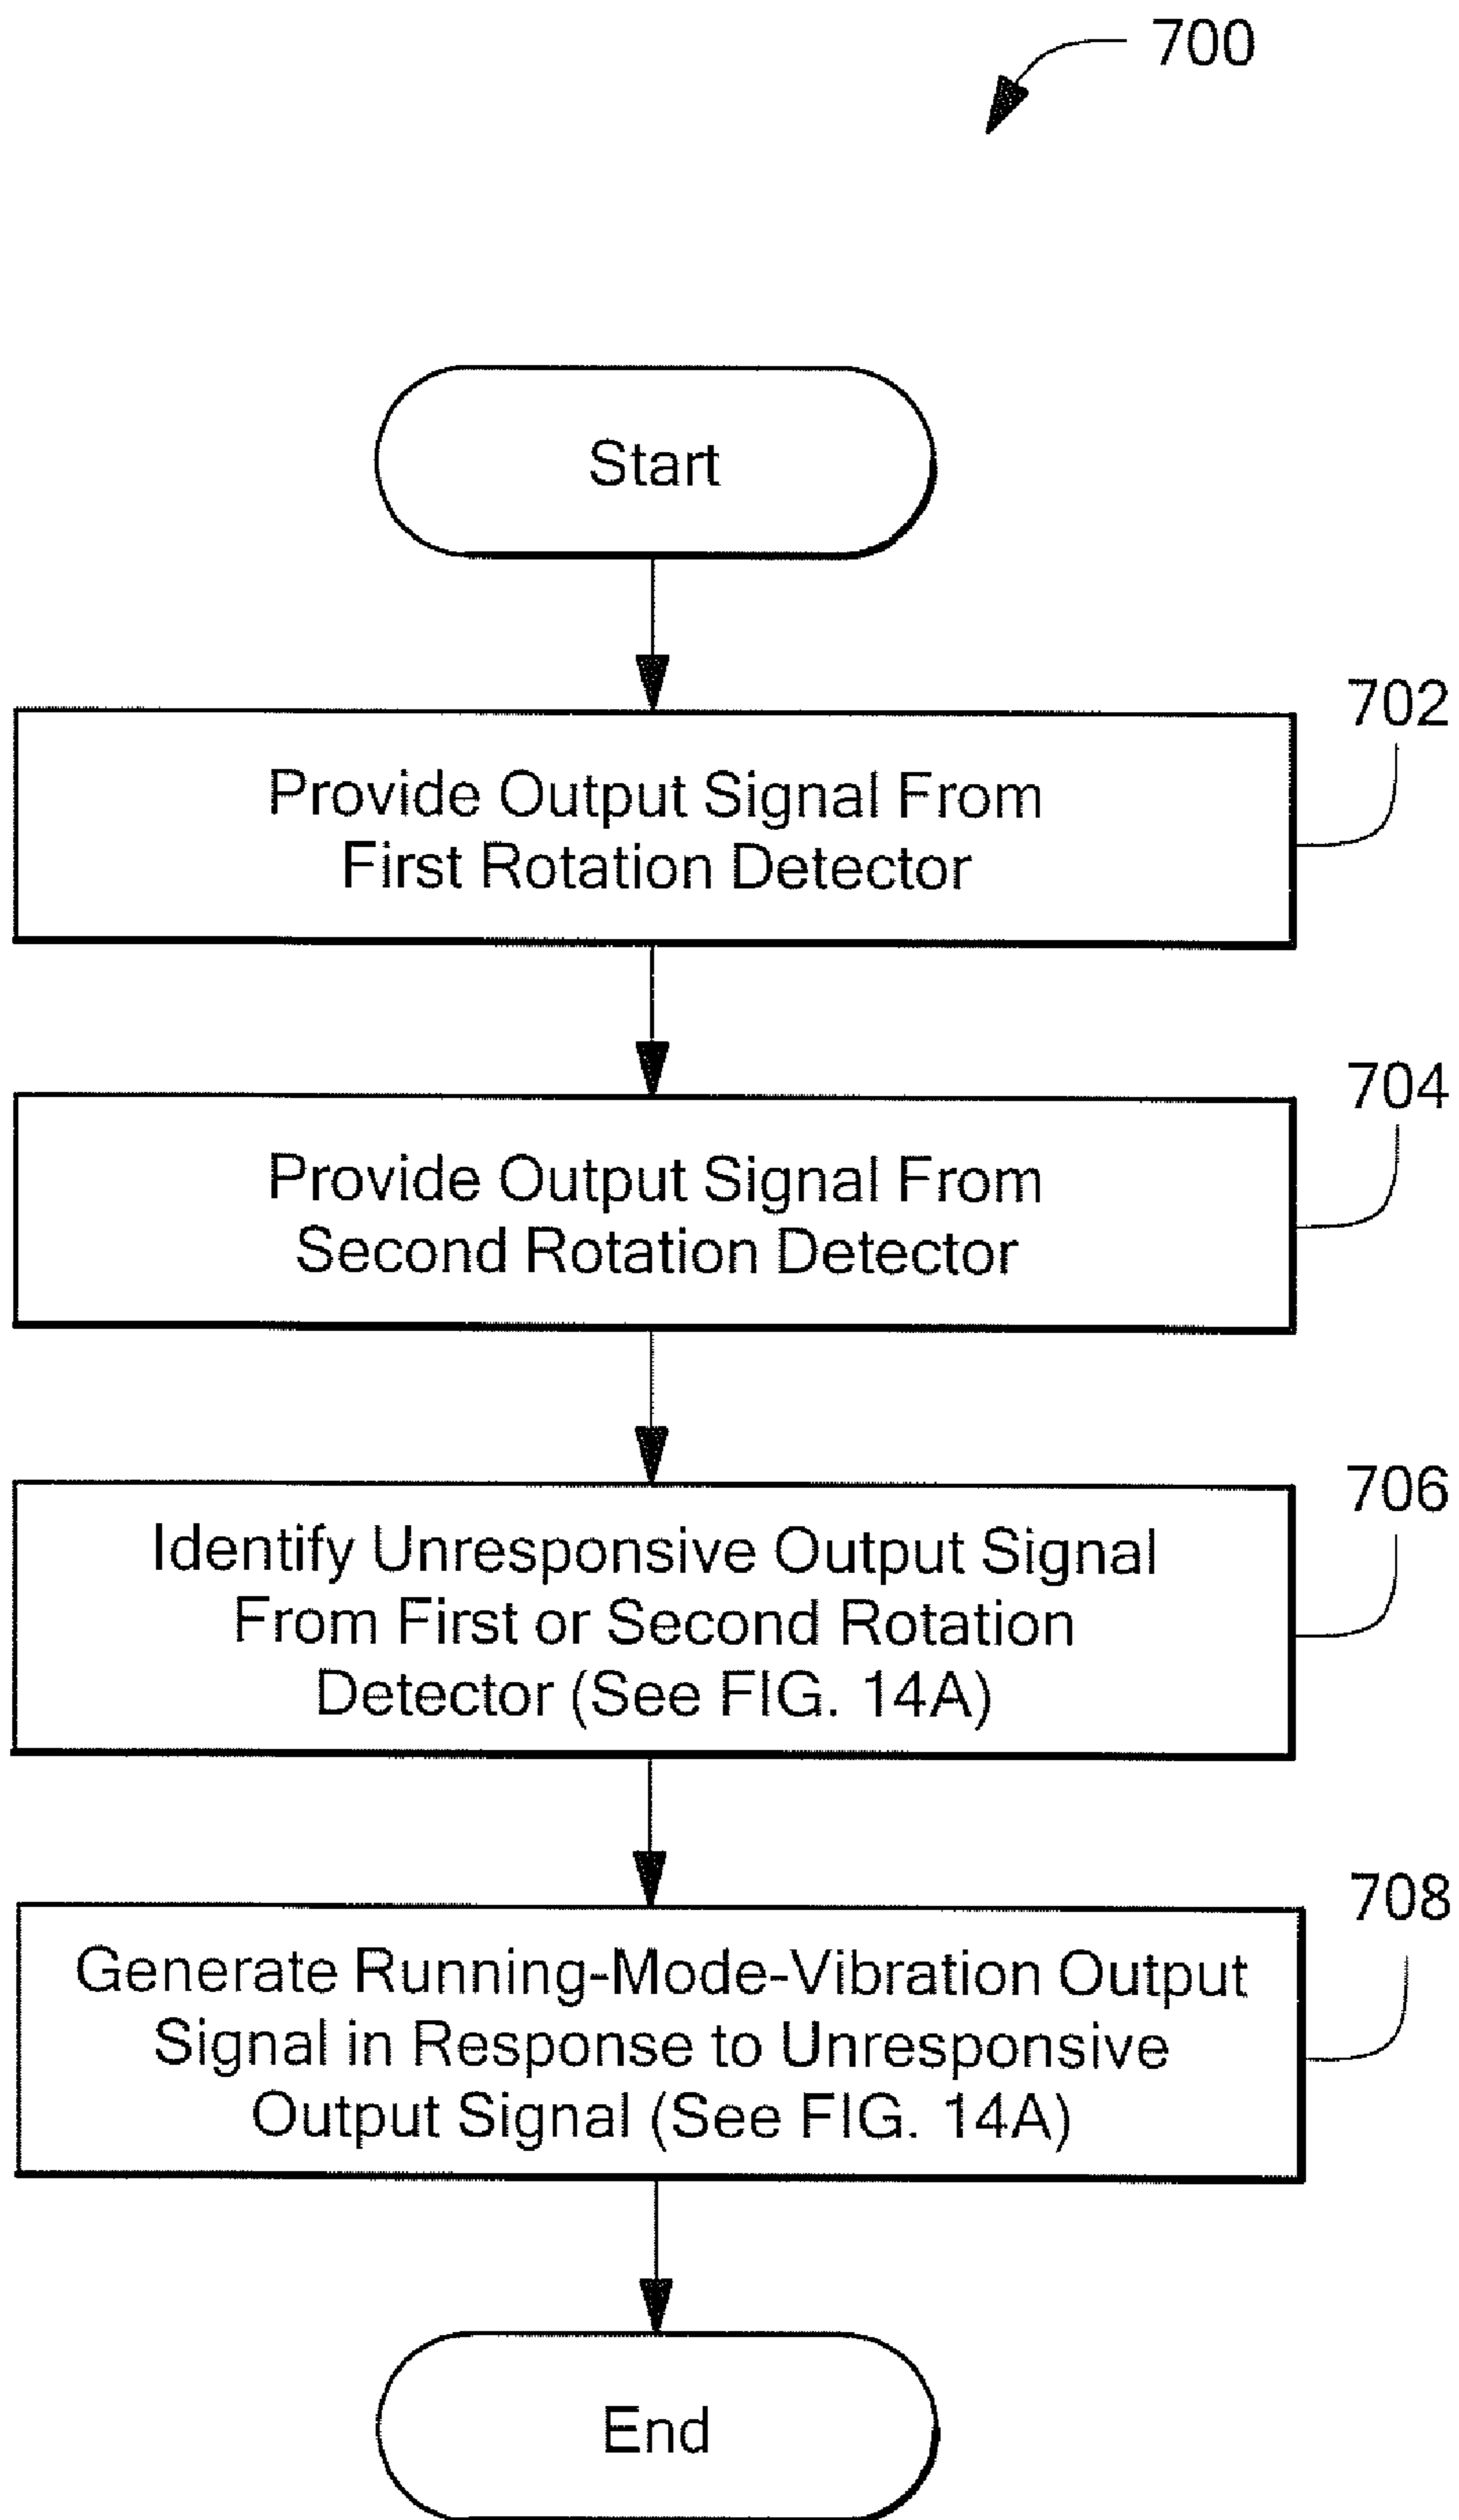 700
Start
702
Provide Output Signal From
First Rotation Detector
704
Provide Output Signal From
Second Rotation Detector
706
Identify Unresponsive Output Signal
From First or Second Rotation
Detector (See FIG. 14A)
708
Generate Running-Mode-Vibration Output
Signal in Response to Unresponsive
Output Signal (See FIG. 14A)
End